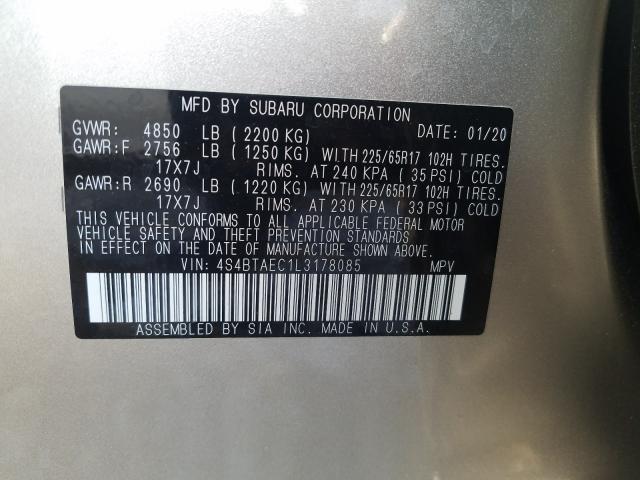 MFD BY SUBARU CORPORATION
GVWR: 4850 LB ( 2200 KG) DATE: 01/20
GAWR:F 2756 LB ( 1250 KG) WITH 225/65R17 102H TIRES.
17X7J RIMS. AT 240 KPA ( 35 PSI) COLD
GAWR:R 2690 LB ( 1220 KG) WITH 225/65R17 102H TIRES.
17X7J RIMS. AT 230 KPA ( 33 PSI) COLD
THIS VEHICLE CONFORMS TO ALL APPLICABLE FEDERAL MOTOR
VEHICLE SAFETY AND THEFT PREVENTION STANDARDS
IN EFFECT ON THE DATE OF MANUFACTURE SHOWN ABOVE.
VIN: 4S4BTAEC1L3178085 MPV
ASSEMBLED BY SIA INC. MADE IN U.S.A.